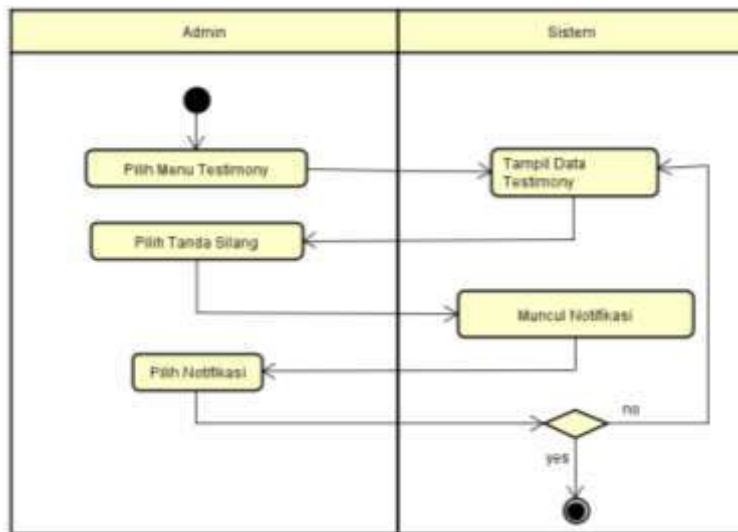 Admin
Sistem
Pilih Menu Testimony
Tampil Data
Testimony
Pilih Tanda Silang
Muncul Notifikasi
Pilih Notifikasi
no
yes